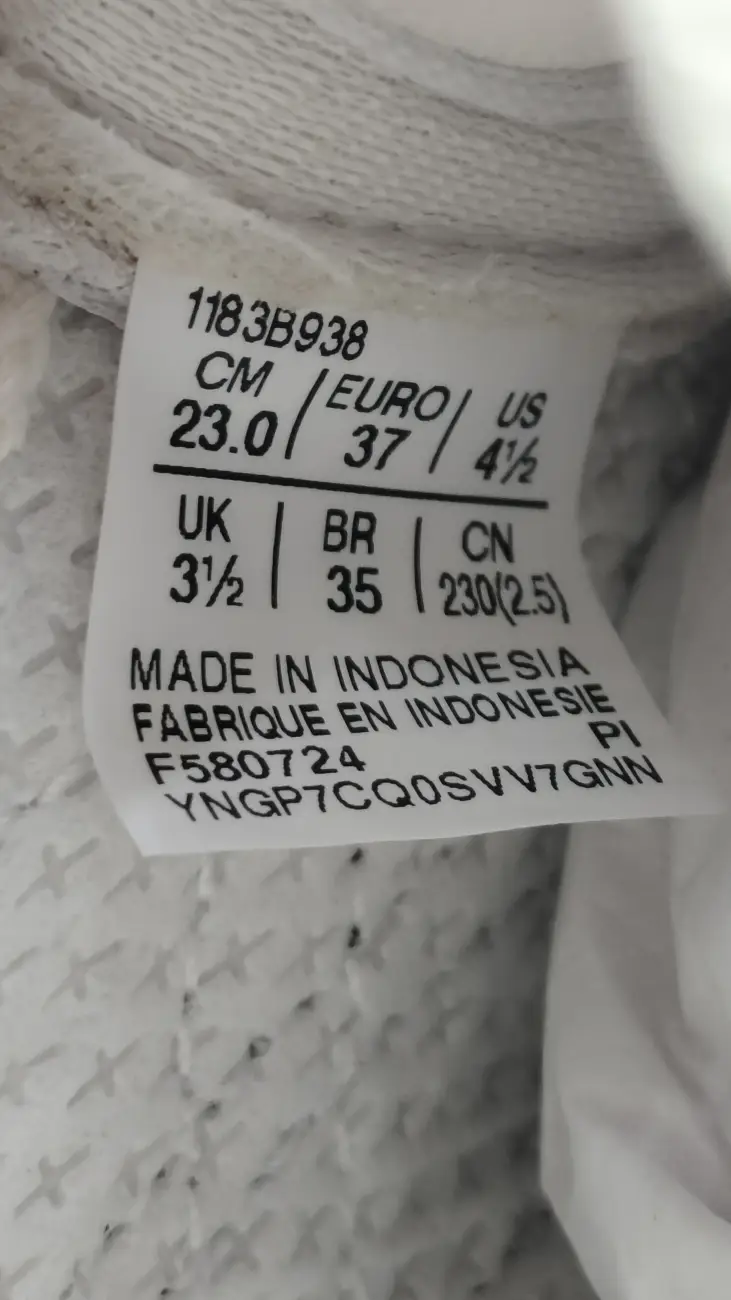 1183B938
CM / EURO / US
23.0 / 37 / 4½
UK | BR | CN
3½ | 35 | 230(2.5)
MADE IN INDONESIA
FABRIQUE EN INDONESIE
F580724 PI
YNGP7CQ0SVV7GNN